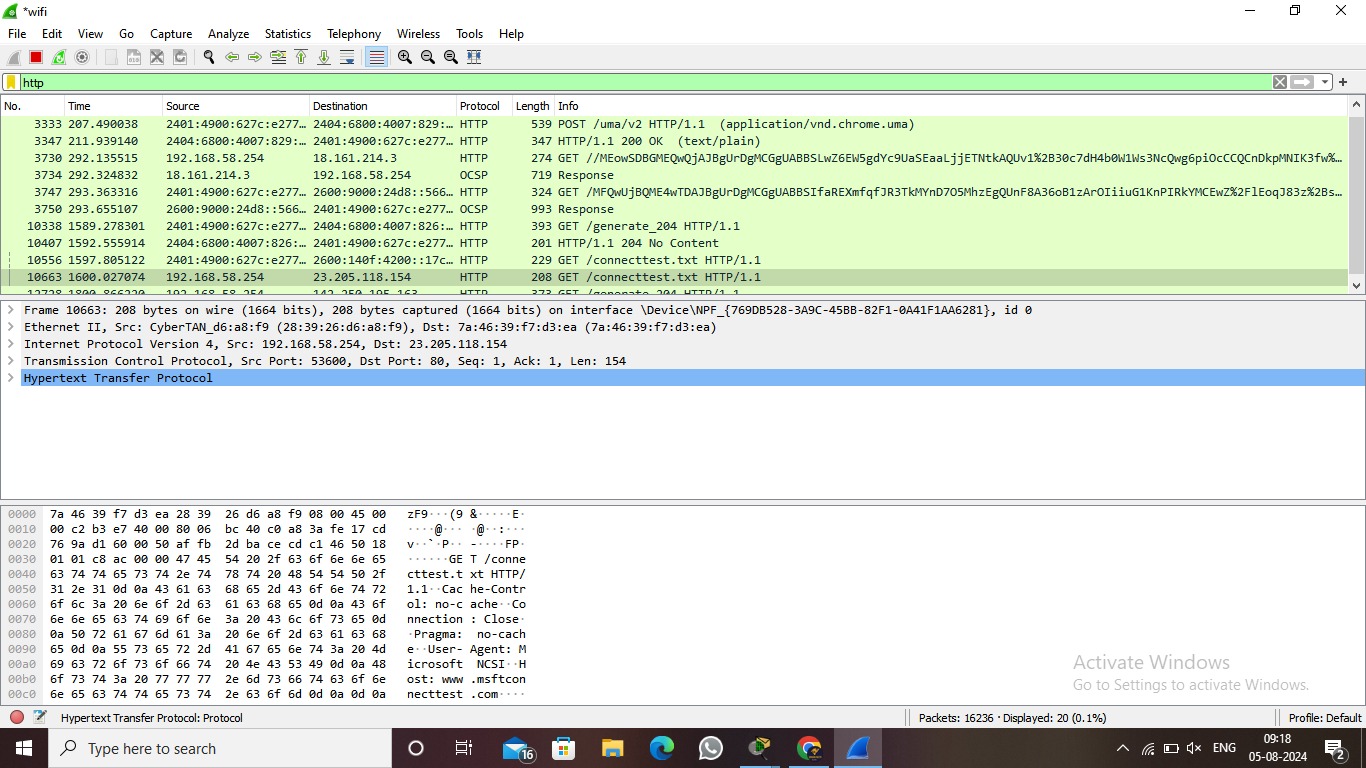 *wifi
File Edit View Go Capture Analyze Statistics Telephony Wireless Tools Help
http
No. Time Source Destination Protocol Length Info
3333 207.490038 2401:4900:627c:e277… 2404:6800:4007:829:… HTTP 539 POST /uma/v2 HTTP/1.1 (application/vnd.chrome.uma)
3347 211.939140 2404:6800:4007:829:… 2401:4900:627c:e277… HTTP 347 HTTP/1.1 200 OK (text/plain)
3730 292.135515 192.168.58.254 18.161.214.3 HTTP 274 GET //MEowSDBGMEQwQjAJBgUrDgMCGgUABBSLwZ6EW5gdYc9UaSEaaLjjETNtkAQUv1%2B30c7dH4b0W1Ws3NcQwg6piOcCCQCnDkpMNIK3fw%…
3734 292.324832 18.161.214.3 192.168.58.254 OCSP 719 Response
3747 293.363316 2401:4900:627c:e277… 2600:9000:24d8::566… HTTP 324 GET /MFQwUjBQME4wTDAJBgUrDgMCGgUABBSIfaREXmfqfJR3TkMYnD7O5MhzEgQUnF8A36oB1zArOIiiuG1KnPIRkYMCEwZ%2FlEoqJ83z%2Bs…
3750 293.655107 2600:9000:24d8::566… 2401:4900:627c:e277… OCSP 993 Response
10338 1589.278301 2401:4900:627c:e277… 2404:6800:4007:826:… HTTP 393 GET /generate_204 HTTP/1.1
10407 1592.555914 2404:6800:4007:826:… 2401:4900:627c:e277… HTTP 201 HTTP/1.1 204 No Content
10556 1597.805122 2401:4900:627c:e277… 2600:140f:4200::17c… HTTP 229 GET /connecttest.txt HTTP/1.1
10663 1600.027074 192.168.58.254 23.205.118.154 HTTP 208 GET /connecttest.txt HTTP/1.1
12728 1800.866220 192.168.58.254 142.250.195.163 HTTP 373 GET /generate_204 HTTP/1.1
Frame 10663: 208 bytes on wire (1664 bits), 208 bytes captured (1664 bits) on interface \Device\NPF_{769DB528-3A9C-45BB-82F1-0A41F1AA6281}, id 0
Ethernet II, Src: CyberTAN_d6:a8:f9 (28:39:26:d6:a8:f9), Dst: 7a:46:39:f7:d3:ea (7a:46:39:f7:d3:ea)
Internet Protocol Version 4, Src: 192.168.58.254, Dst: 23.205.118.154
Transmission Control Protocol, Src Port: 53600, Dst Port: 80, Seq: 1, Ack: 1, Len: 154
Hypertext Transfer Protocol
0000 7a 46 39 f7 d3 ea 28 39 26 d6 a8 f9 08 00 45 00 zF9···(9 &·····E·
0010 00 c2 b3 e7 40 00 80 06 bc 40 c0 a8 3a fe 17 cd ····@··· ·@··:···
0020 76 9a d1 60 00 50 af fb 2d ba ce cd c1 46 50 18 v··`·P·· -····FP·
0030 01 01 c8 ac 00 00 47 45 54 20 2f 63 6f 6e 6e 65 ······GE T /conne
0040 63 74 74 65 73 74 2e 74 78 74 20 48 54 54 50 2f cttest.t xt HTTP/
0050 31 2e 31 0d 0a 43 61 63 68 65 2d 43 6f 6e 74 72 1.1··Cac he-Contr
0060 6f 6c 3a 20 6e 6f 2d 63 61 63 68 65 0d 0a 43 6f ol: no-c ache··Co
0070 6e 6e 65 63 74 69 6f 6e 3a 20 43 6c 6f 73 65 0d nnection : Close·
0080 0a 50 72 61 67 6d 61 3a 20 6e 6f 2d 63 61 63 68 ·Pragma: no-cach
0090 65 0d 0a 55 73 65 72 2d 41 67 65 6e 74 3a 20 4d e··User- Agent: M
00a0 69 63 72 6f 73 6f 66 74 20 4e 43 53 49 0d 0a 48 icrosoft NCSI··H
00b0 6f 73 74 3a 20 77 77 77 2e 6d 73 66 74 63 6f 6e ost: www .msftcon
00c0 6e 65 63 74 74 65 73 74 2e 63 6f 6d 0d 0a 0d 0a necttest .com····
Activate Windows
Go to Settings to activate Windows.
Hypertext Transfer Protocol: Protocol Packets: 16236 · Displayed: 20 (0.1%) Profile: Default
Type here to search 16 ENG 09:18 05-08-2024 2